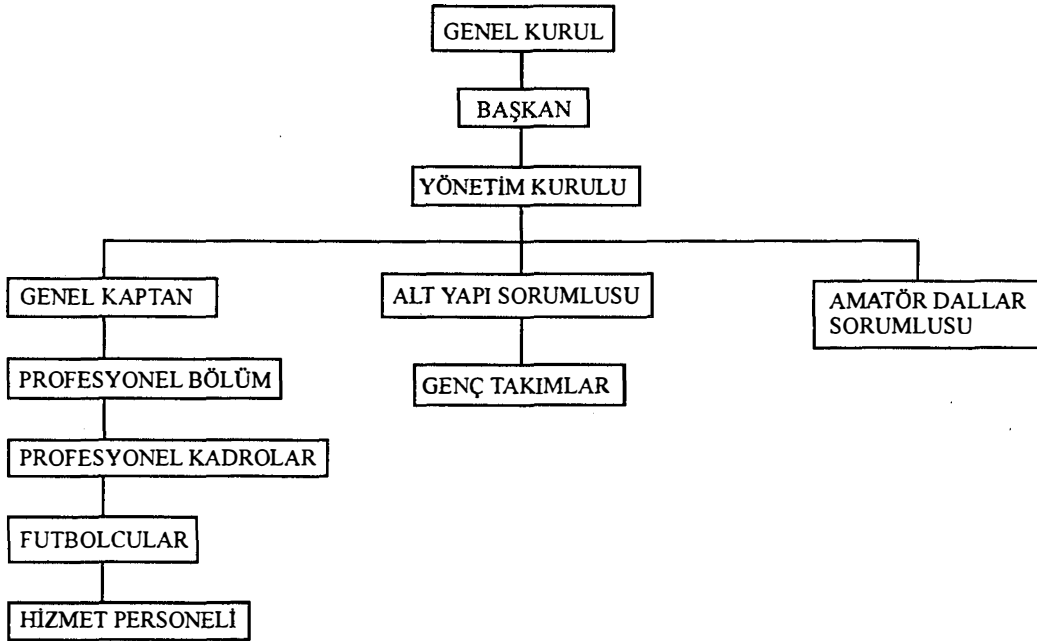 GENEL KURUL
BAŞKAN
YÖNETİM KURULU
GENEL KAPTAN
ALT YAPI SORUMLUSU
AMATÖR DALLAR
SORUMLUSU
PROFESYONEL BÖLÜM
GENÇ TAKIMLAR
PROFESYONEL KADROLAR
FUTBOLCULAR
HİZMET PERSONELİ